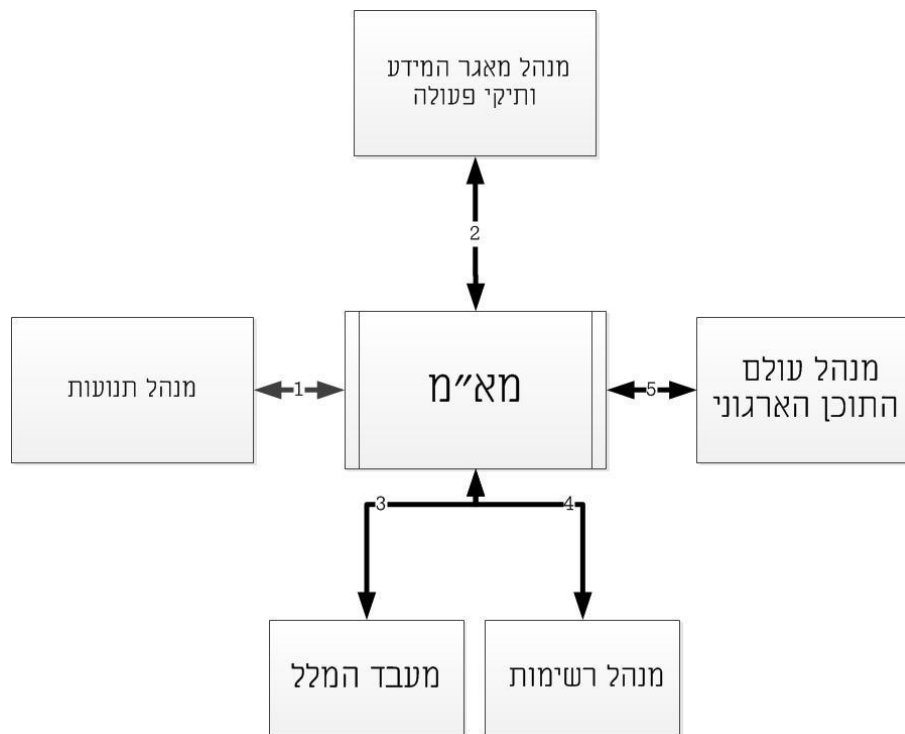 מנהל מאגר המידע
ותיקי פעולה
2
מנהל תנועות
1
מא״מ
5
מנהל עולם
התוכן הארגוני
3
4
מעבד המלל
מנהל רשימות